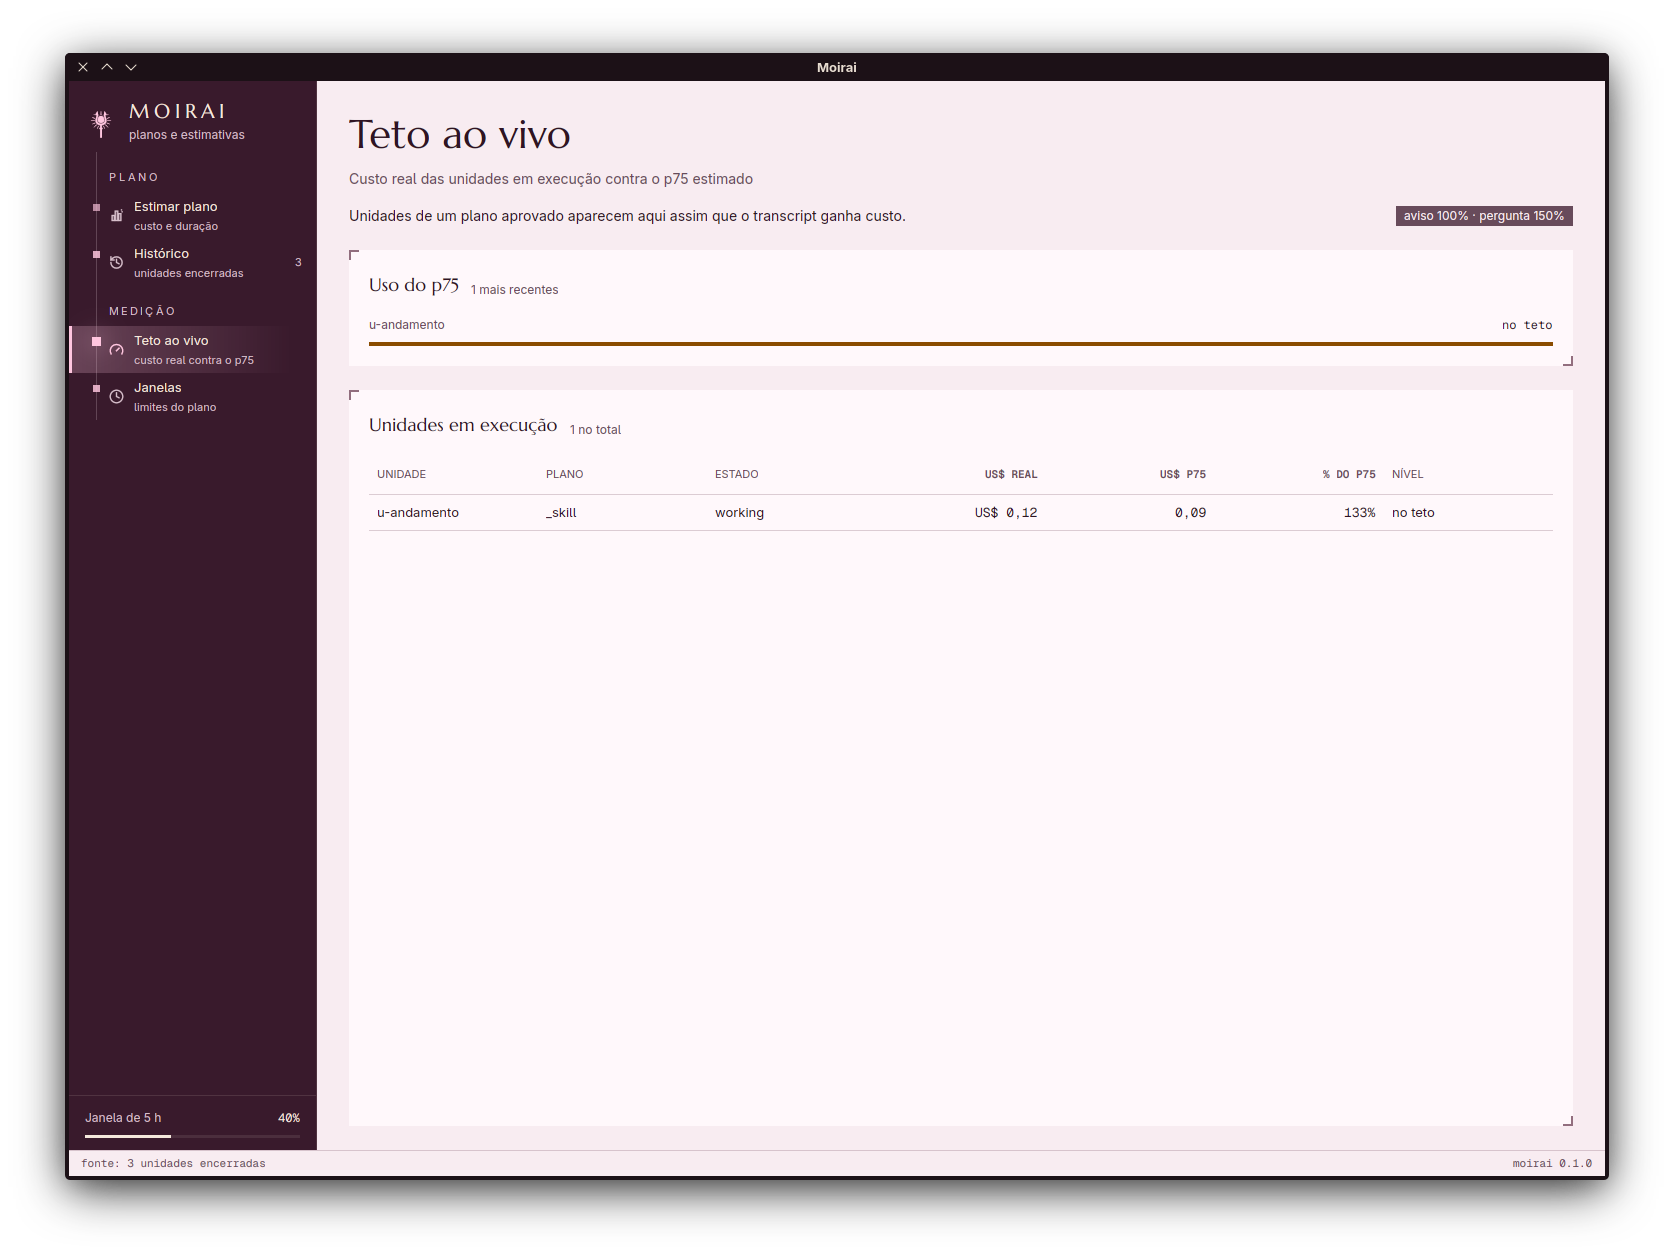 Moirai
MOIRAI
planos e estimativas
PLANO
Estimar plano
custo e duração
Histórico
unidades encerradas
3
MEDIÇÃO
Teto ao vivo
custo real contra o p75
Janelas
limites do plano
Janela de 5 h
40%
Teto ao vivo
Custo real das unidades em execução contra o p75 estimado
Unidades de um plano aprovado aparecem aqui assim que o transcript ganha custo.
aviso 100% · pergunta 150%
Uso do p75 1 mais recentes
u-andamento no teto
Unidades em execução 1 no total
UNIDADE PLANO ESTADO US$ REAL US$ P75 % DO P75 NÍVEL
u-andamento _skill working US$ 0,12 0,09 133% no teto
fonte: 3 unidades encerradas
moirai 0.1.0